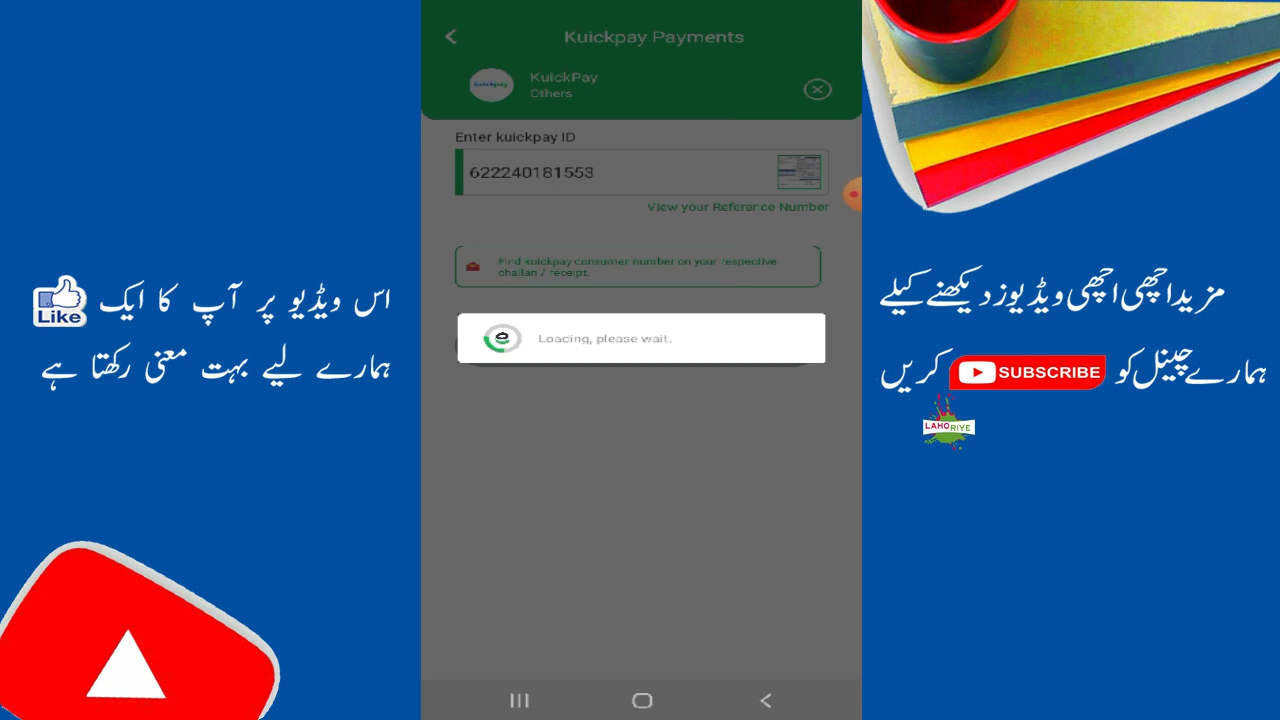 Kuickpay Payments
kuickpay
KuickPay
Others
Enter kuickpay ID
622240181553
View your Reference Number
Find kuickpay consumer number on your respective
challan / receipt.
Loading, please wait.
اس ویڈیو پر آپ کا ایک Like
ہمارے لیے بہت معنی رکھتا ہے
مزید اچھی اچھی ویڈیوز دیکھنے کیلے
ہمارے چینل کو SUBSCRIBE کریں
LAHORIYE